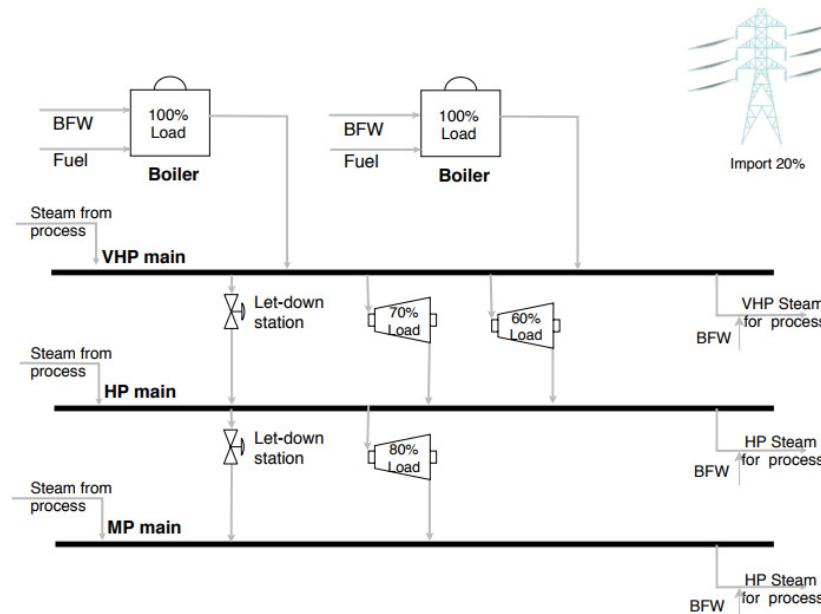 100%
Load
BFW
Fuel
Boiler
100%
Load
BFW
Fuel
Boiler
Import 20%
Steam from
process
VHP main
Let-down
station
70%
Load
60%
Load
VHP Steam
for process
BFW
Steam from
process
HP main
Let-down
station
80%
Load
HP Steam
for process
BFW
Steam from
process
MP main
HP Steam
for process
BFW